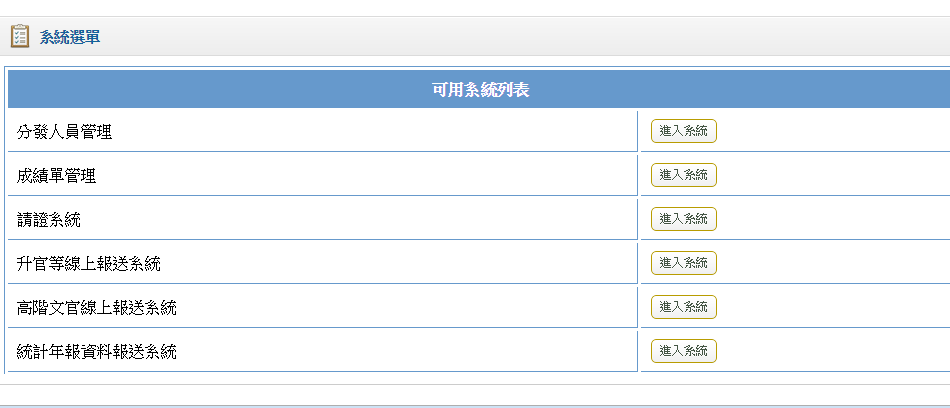 系統選單
可用系統列表
分發人員管理 進入系統
成績單管理 進入系統
請證系統 進入系統
升官等線上報送系統 進入系統
高階文官線上報送系統 進入系統
統計年報資料報送系統 進入系統